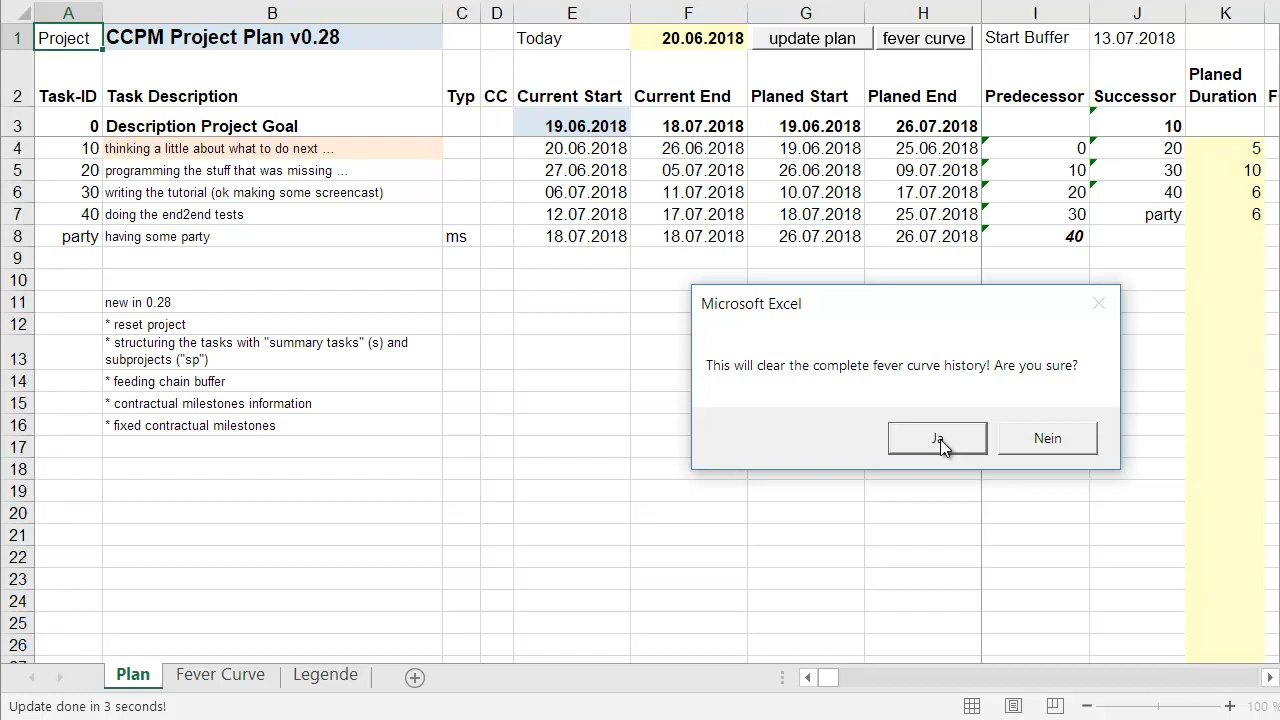 A B C D E F G H I J K
1 Project CCPM Project Plan v0.28 Today 20.06.2018 update plan fever curve Start Buffer 13.07.2018
Planed
2 Task-ID Task Description Typ CC Current Start Current End Planed Start Planed End Predecessor Successor Duration F
3 0 Description Project Goal 19.06.2018 18.07.2018 19.06.2018 26.07.2018 10
4 10 thinking a little about what to do next ... 20.06.2018 26.06.2018 19.06.2018 25.06.2018 0 20 5
5 20 programming the stuff that was missing ... 27.06.2018 05.07.2018 26.06.2018 09.07.2018 10 30 10
6 30 writing the tutorial (ok making some screencast) 06.07.2018 11.07.2018 10.07.2018 17.07.2018 20 40 6
7 40 doing the end2end tests 12.07.2018 17.07.2018 18.07.2018 25.07.2018 30 party 6
8 party having some party ms 18.07.2018 18.07.2018 26.07.2018 26.07.2018 40
9
10
11 new in 0.28
12 * reset project
* structuring the tasks with "summary tasks" (s) and
13 subprojects ("sp")
14 * feeding chain buffer
15 * contractual milestones information
16 * fixed contractual milestones
17
18
19
20
21
22
23
24
25
26
Microsoft Excel
This will clear the complete fever curve history! Are you sure?
Ja Nein
Plan Fever Curve Legende
Update done in 3 seconds! 100 %